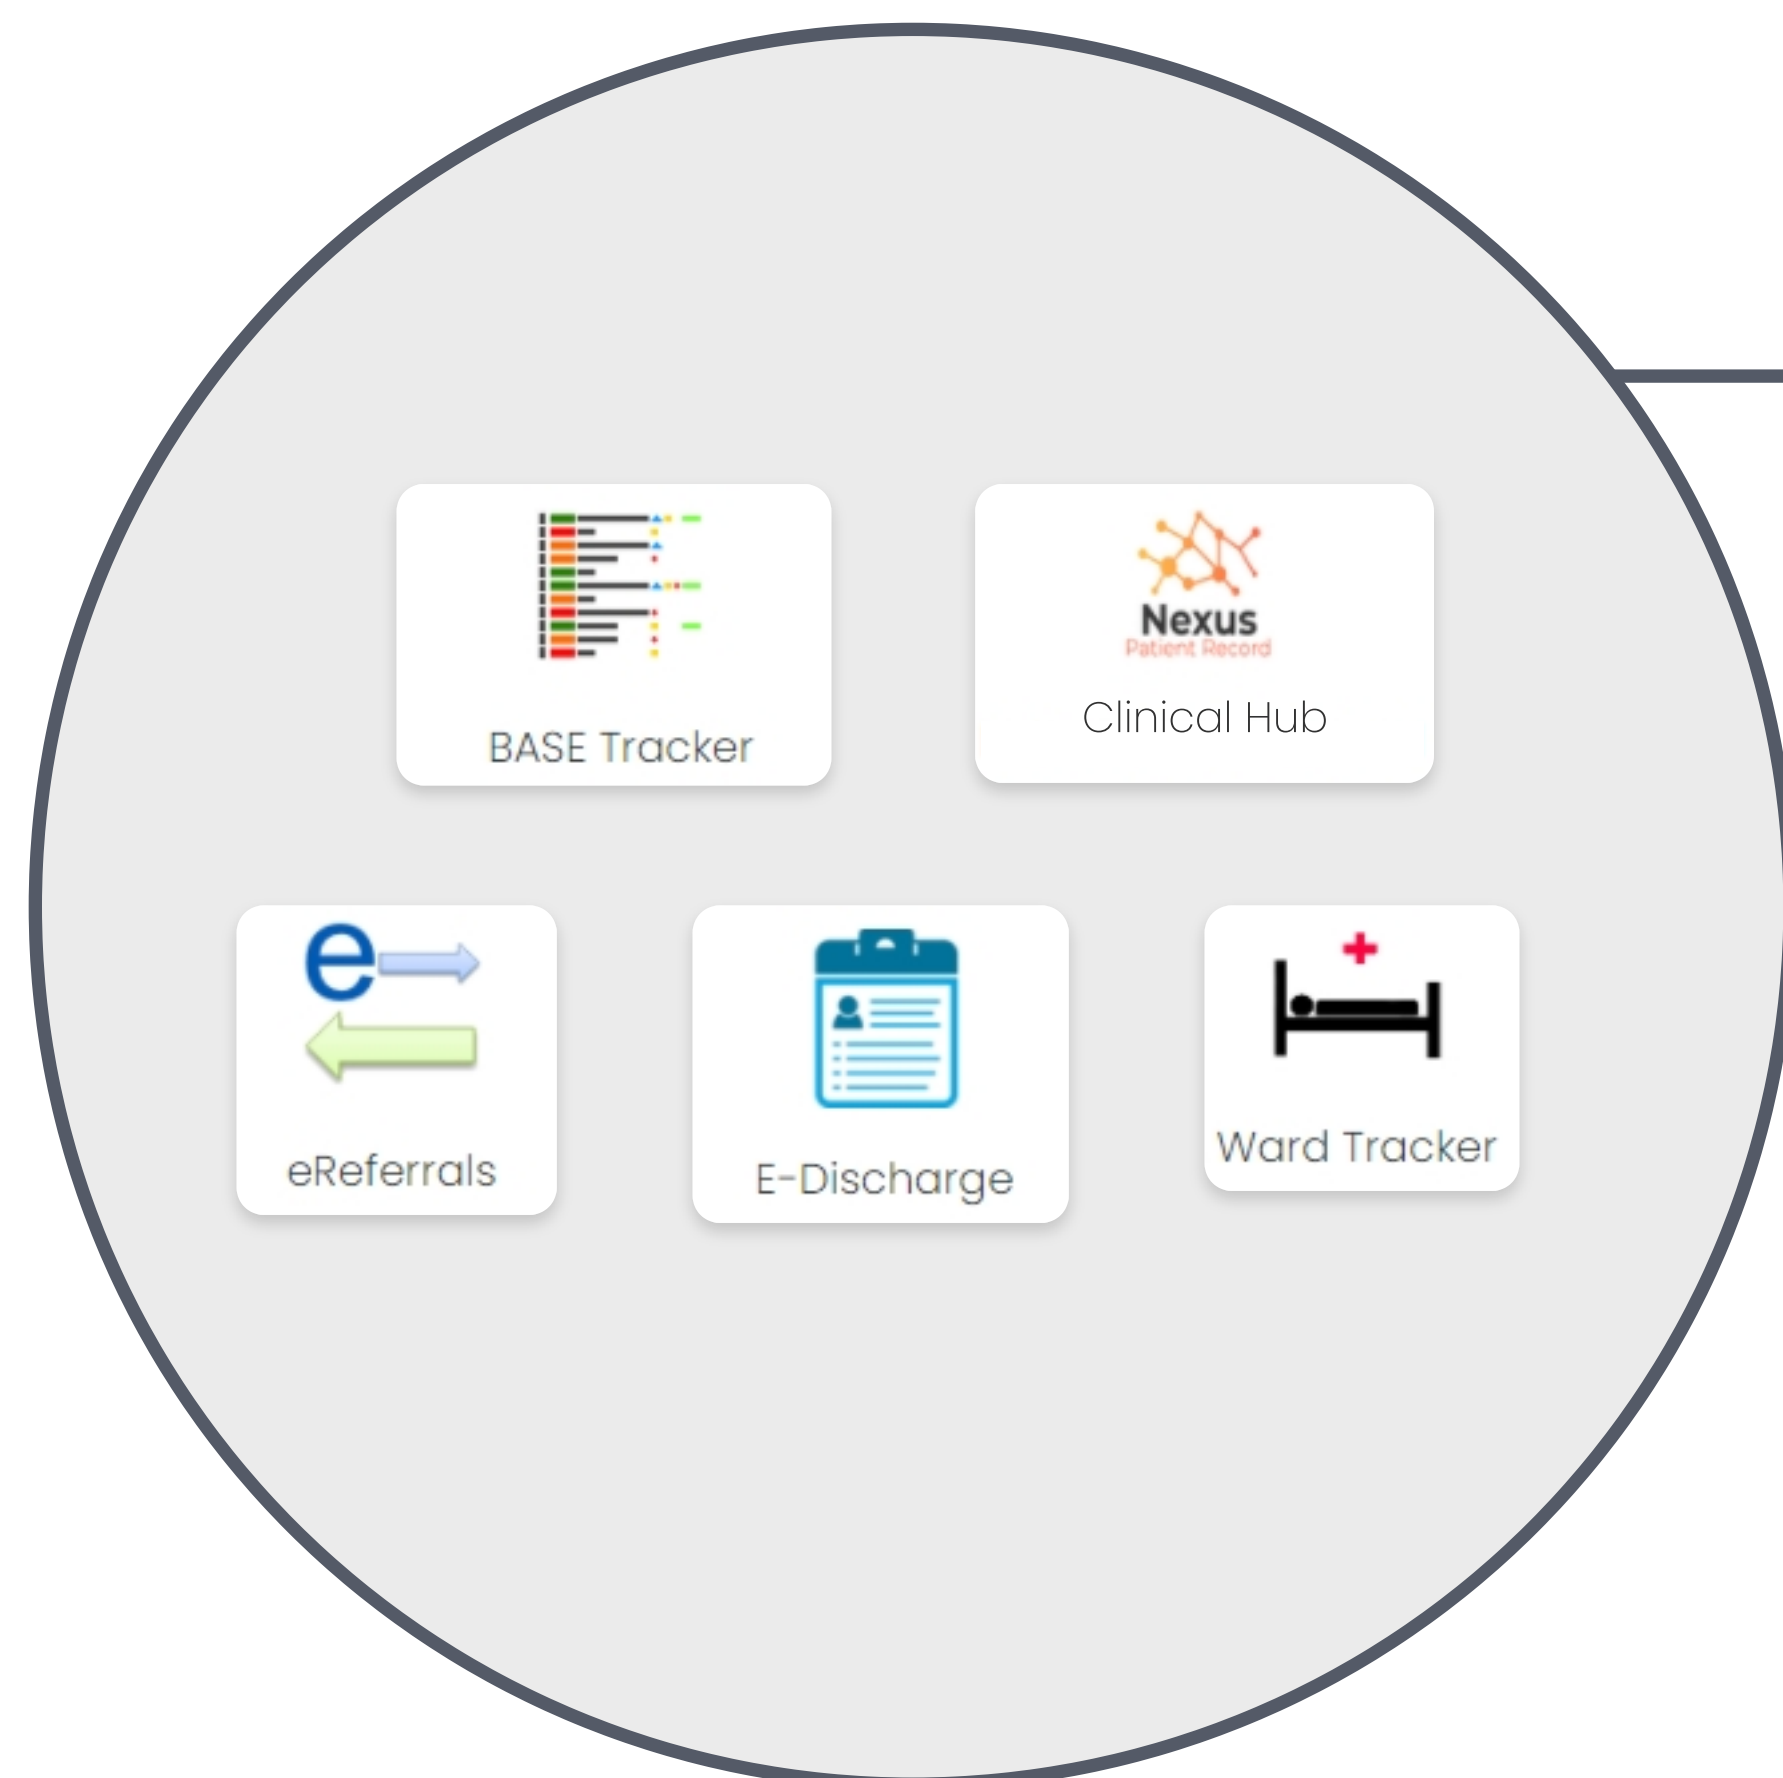 BASE Tracker
Nexus
Patient Record
Clinical Hub
e
eReferrals
E-Discharge
Ward Tracker